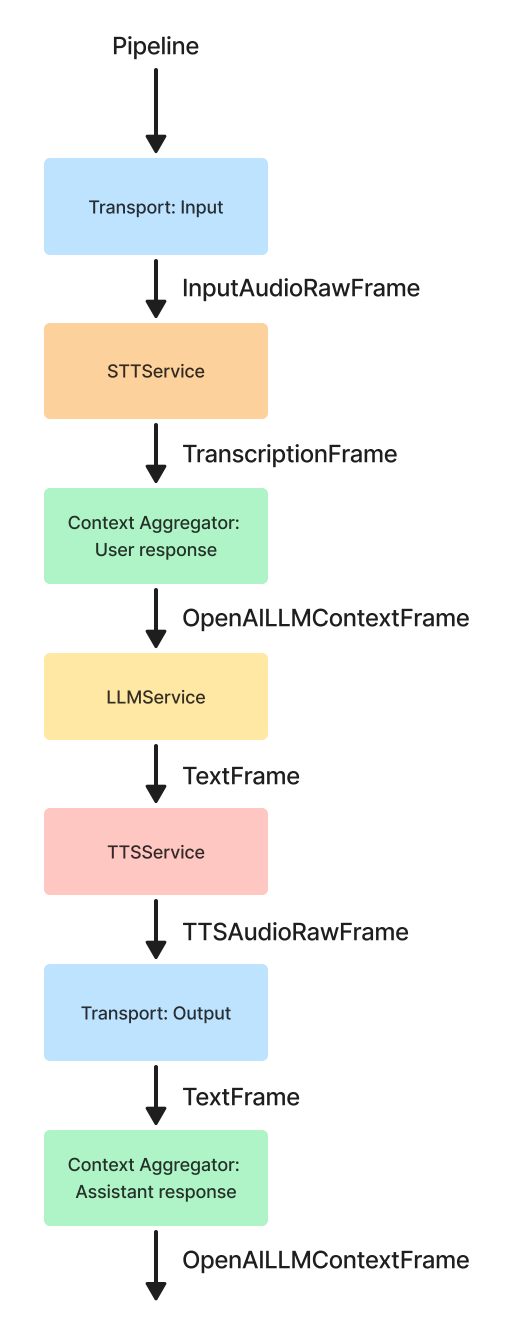 Pipeline
Transport: Input
InputAudioRawFrame
STTService
TranscriptionFrame
Context Aggregator:
User response
OpenAILLMContextFrame
LLMService
TextFrame
TTSService
TTSAudioRawFrame
Transport: Output
TextFrame
Context Aggregator:
Assistant response
OpenAILLMContextFrame